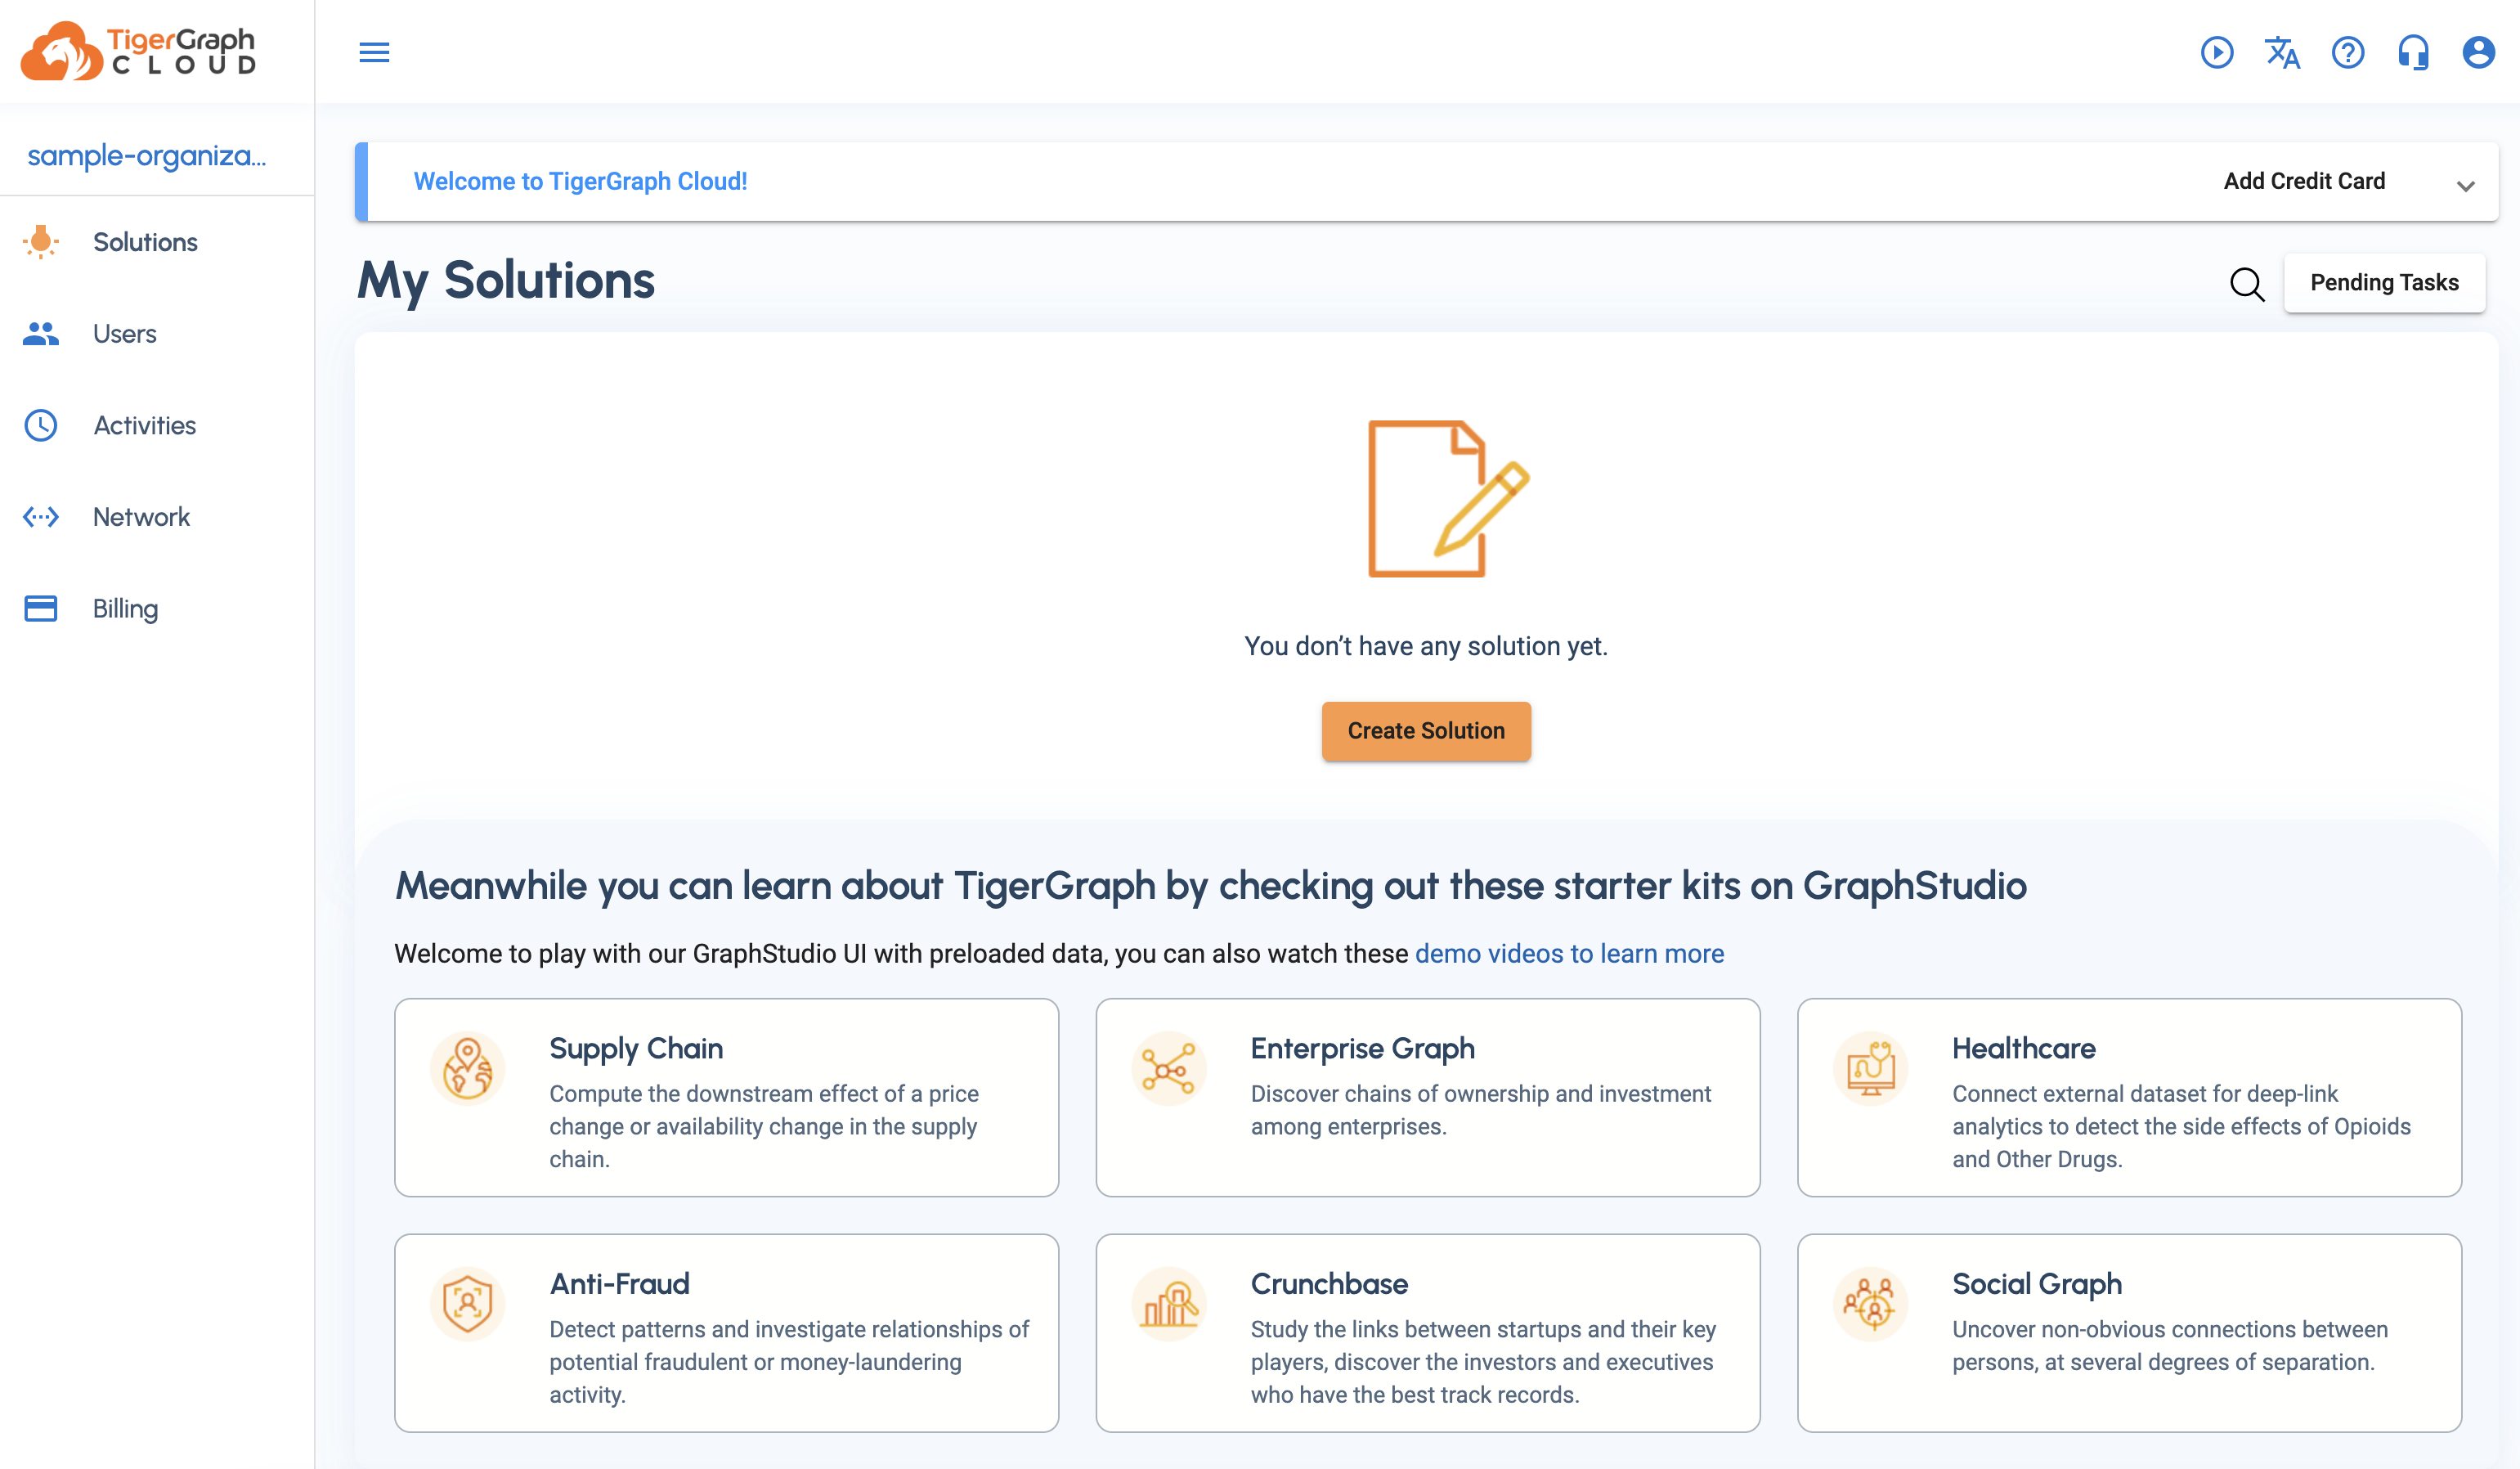 TigerGraph
CLOUD
sample-organiza...
Solutions
Users
Activities
Network
Billing
Welcome to TigerGraph Cloud!
Add Credit Card
My Solutions
Pending Tasks
You don’t have any solution yet.
Create Solution
Meanwhile you can learn about TigerGraph by checking out these starter kits on GraphStudio
Welcome to play with our GraphStudio UI with preloaded data, you can also watch these demo videos to learn more
Supply Chain
Compute the downstream effect of a price
change or availability change in the supply
chain.
Enterprise Graph
Discover chains of ownership and investment
among enterprises.
Healthcare
Connect external dataset for deep-link
analytics to detect the side effects of Opioids
and Other Drugs.
Anti-Fraud
Detect patterns and investigate relationships of
potential fraudulent or money-laundering
activity.
Crunchbase
Study the links between startups and their key
players, discover the investors and executives
who have the best track records.
Social Graph
Uncover non-obvious connections between
persons, at several degrees of separation.